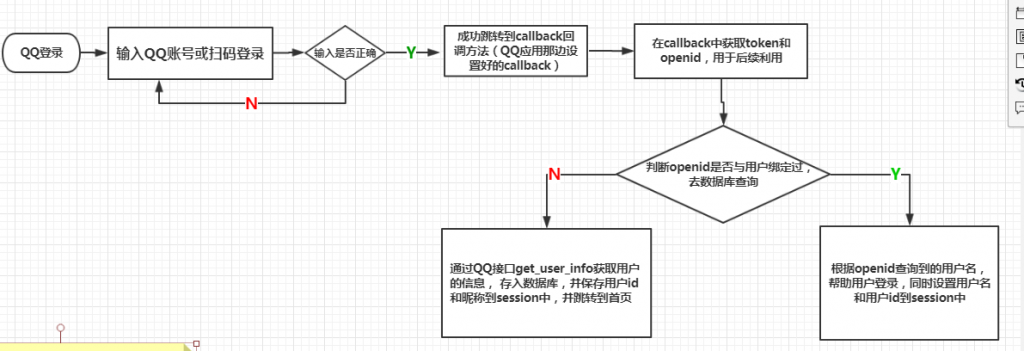 QQ登录
输入QQ账号或扫码登录
输入是否正确
Y
N
成功跳转到callback回
调方法（QQ应用那边设
置好的callback）
在callback中获取token和
openid，用于后续利用
判断openid是否与用户绑定过，
去数据库查询
N
Y
通过QQ接口get_user_info获取用户
的信息， 存入数据库，并保存用户id
和昵称到session中，并跳转到首页
根据openid查询到的用户名，
帮助用户登录，同时设置用户名
和用户id到session中